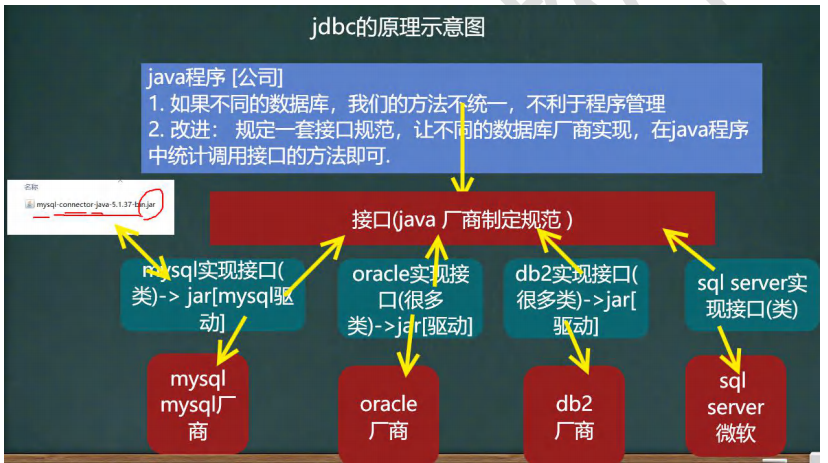 jdbc的原理示意图
java程序 [公司]
1. 如果不同的数据库，我们的方法不统一，不利于程序管理
2. 改进： 规定一套接口规范，让不同的数据库厂商实现，在java程序
中统计调用接口的方法即可.
名称
mysql-connector-java-5.1.37-bin.jar
接口(java 厂商制定规范 )
mysql实现接口(
类)-> jar[mysql驱
动]
oracle实现接
口(很多
类)->jar[驱动]
db2实现接口(
很多类)->jar[
驱动]
sql server实
现接口(类)
mysql
mysql厂
商
oracle
厂商
db2
厂商
sql
server
微软